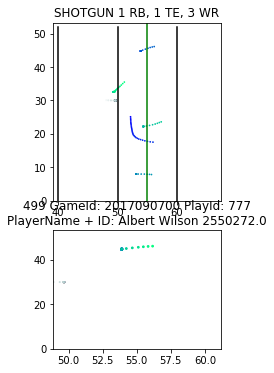 SHOTGUN 1 RB, 1 TE, 3 WR
50
40
30
20
10
0
40 50 60
499 GameId: 2017090700 PlayId: 777
PlayerName + ID: Albert Wilson 2550272.0
40
20
0
50.0 52.5 55.0 57.5 60.0